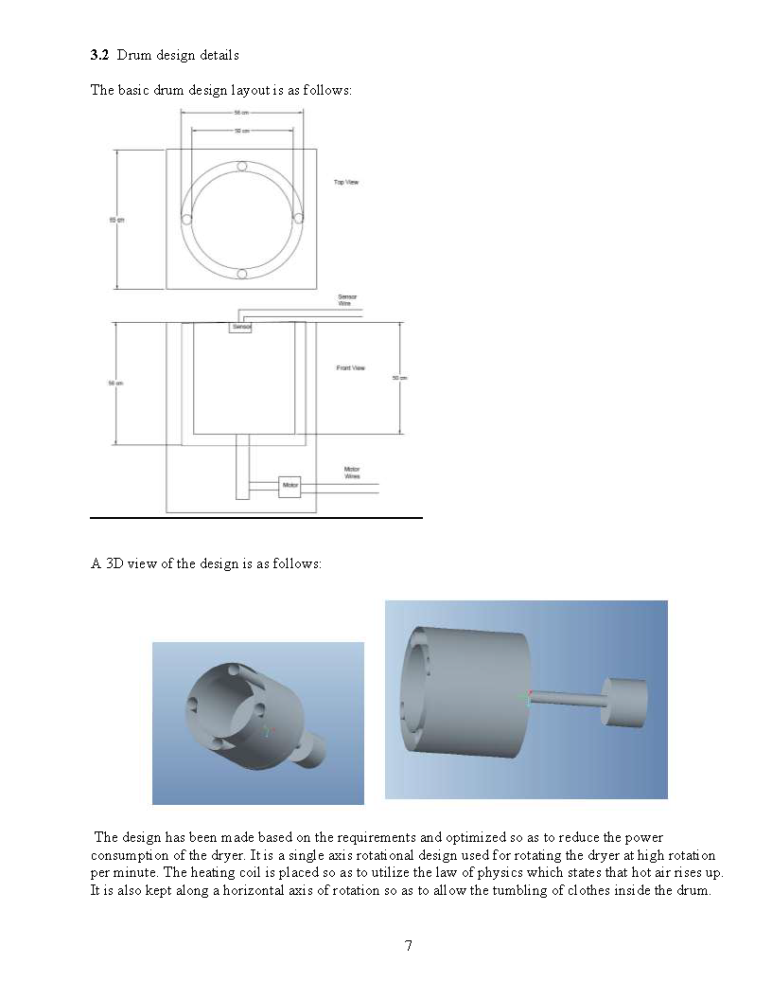 3.2 Drum design details
The basic drum design layout is as follows:
56 cm
50 cm
Top View
65 cm
Sensor
Wire
Sensor
Front View
56 cm
50 cm
Motor
Wires
Motor
A 3D view of the design is as follows:
The design has been made based on the requirements and optimized so as to reduce the power
consumption of the dryer. It is a single axis rotational design used for rotating the dryer at high rotation
per minute. The heating coil is placed so as to utilize the law of physics which states that hot air rises up.
It is also kept along a horizontal axis of rotation so as to allow the tumbling of clothes inside the drum.
7